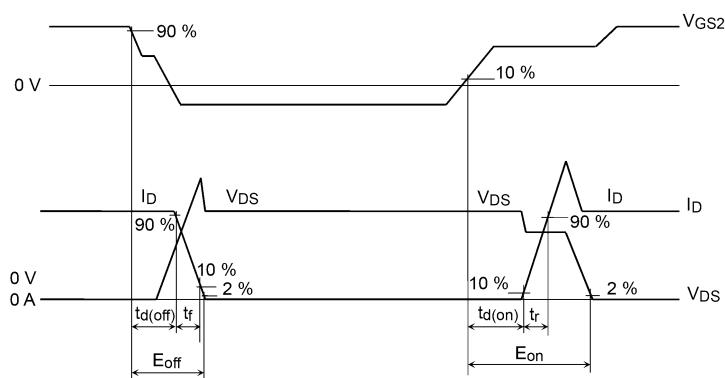 90 %
V_GS2
10 %
0 V
I_D
V_DS
V_DS
I_D
I_D
90 %
90 %
10 %
0 V
2 %
10 %
2 %
0 A
V_DS
t_d(off)
t_f
t_d(on)
t_r
E_off
E_on